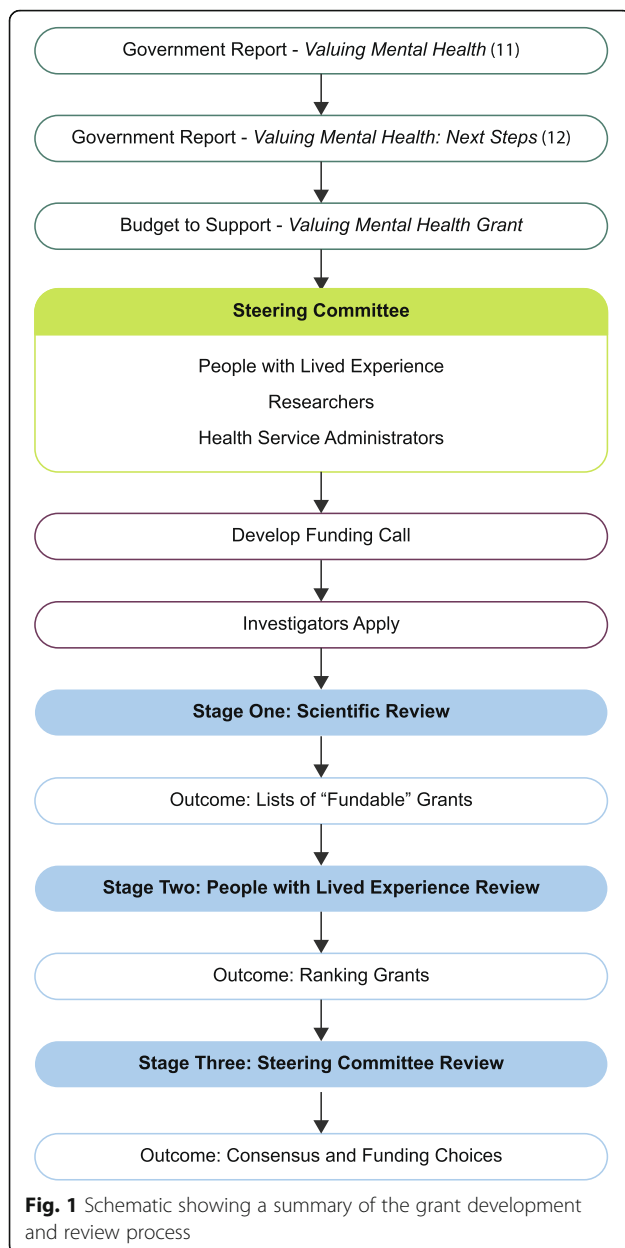 Government Report - Valuing Mental Health (11)
Government Report - Valuing Mental Health: Next Steps (12)
Budget to Support - Valuing Mental Health Grant
Steering Committee
People with Lived Experience
Researchers
Health Service Administrators
Develop Funding Call
Investigators Apply
Stage One: Scientific Review
Outcome: Lists of “Fundable” Grants
Stage Two: People with Lived Experience Review
Outcome: Ranking Grants
Stage Three: Steering Committee Review
Outcome: Consensus and Funding Choices
Fig. 1 Schematic showing a summary of the grant development
and review process